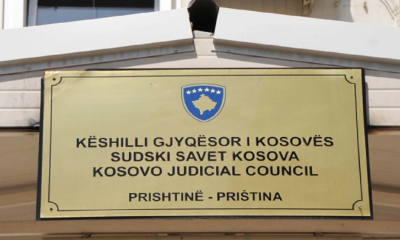 KËSHILLI GJYQËSOR I KOSOVËS
SUDSKI SAVET KOSOVA
KOSOVO JUDICIAL COUNCIL
PRISHTINË - PRIŠTINA